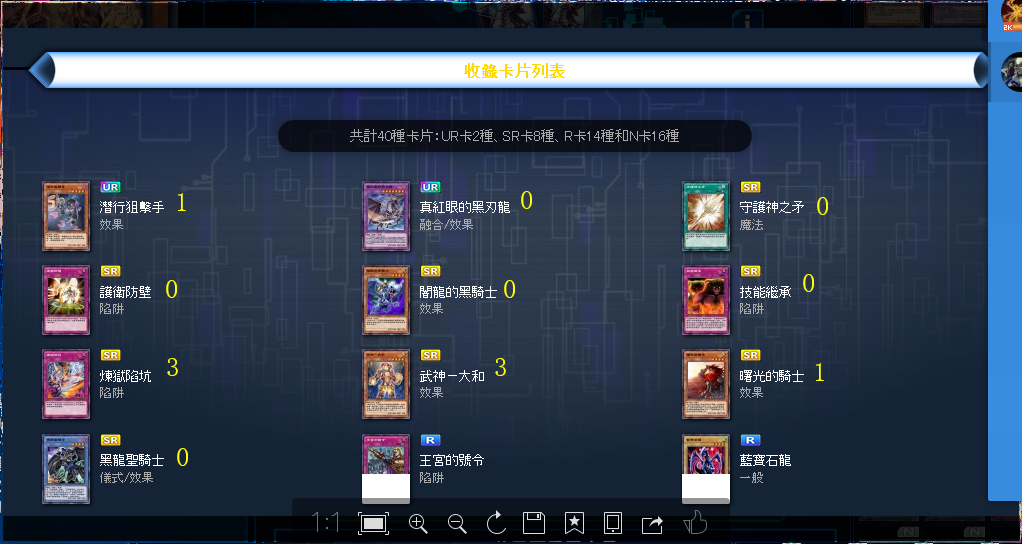 收錄卡片列表
共計40種卡片:UR卡2種、SR卡8種、R卡14種和N卡16種
UR
潛行狙擊手 1
效果
UR
真紅眼的黑刃龍 0
融合/效果
SR
守護神之矛 0
魔法
SR
護衛防壁 0
陷阱
SR
闇龍的黑騎士 0
效果
SR
技能繼承 0
陷阱
SR
煉獄陷坑 3
陷阱
SR
武神－大和 3
效果
SR
曙光的騎士 1
效果
SR
黑龍聖騎士 0
儀式/效果
R
王宮的號令
陷阱
R
藍寶石龍
一般
1:1
2K